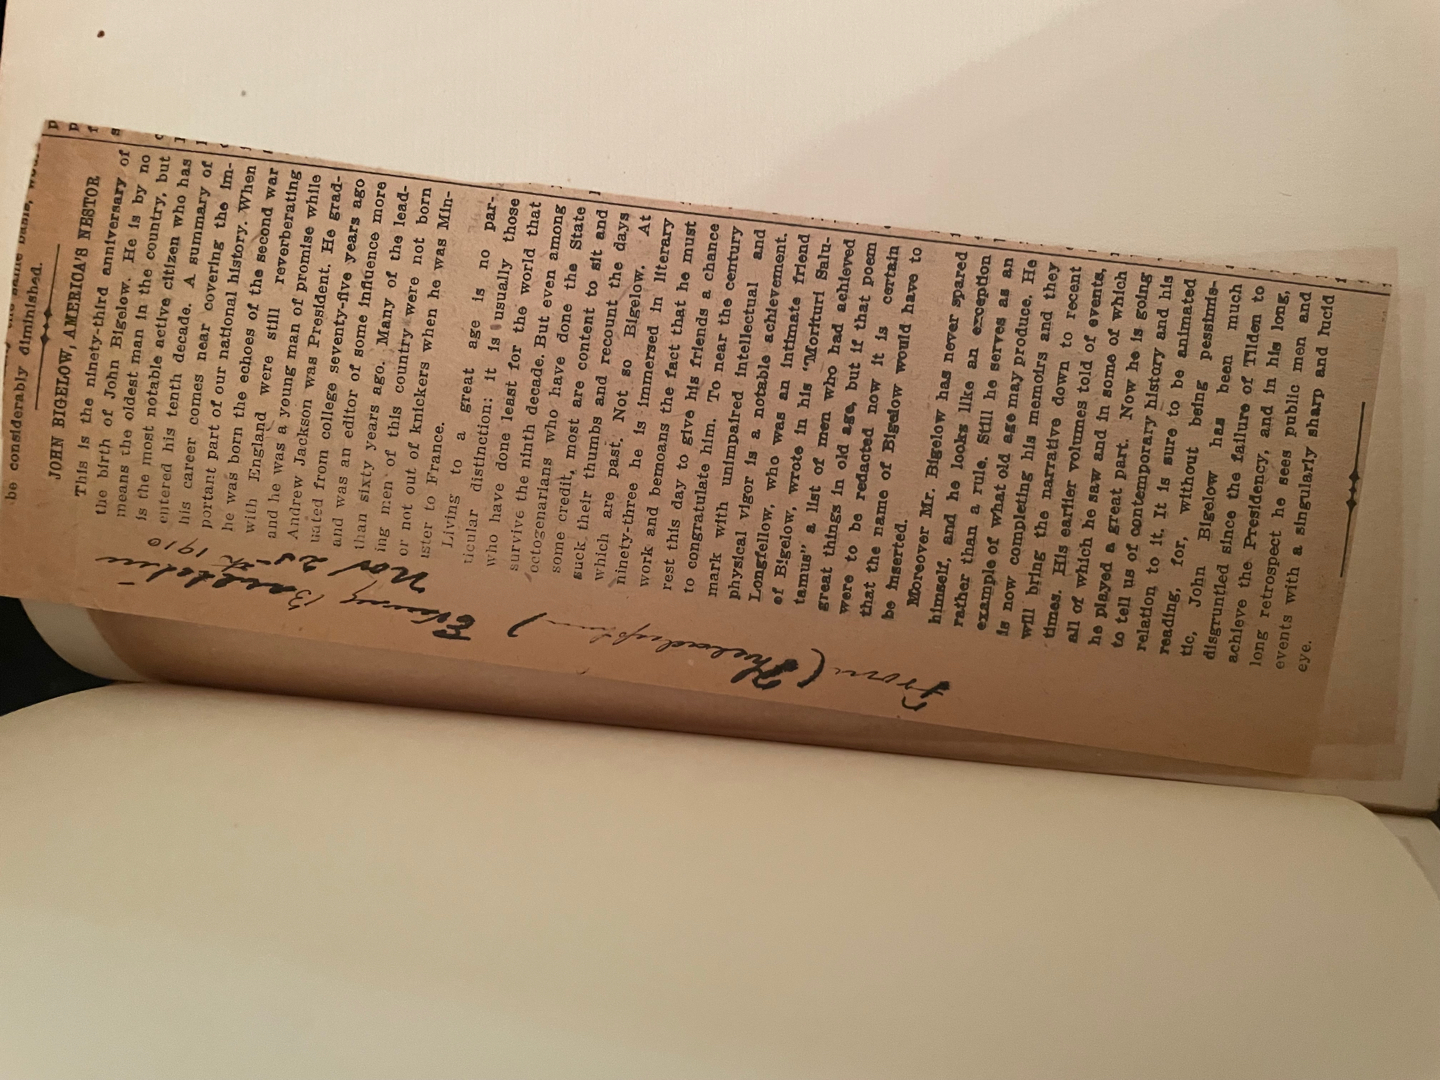 be considerably diminished.
JOHN BIGELOW, AMERICA'S NESTOR
This is the ninety-third anniversary of
the birth of John Bigelow. He is by no
means the oldest man in the country, but
is the most notable active citizen who has
entered his tenth decade. A summary of
his career comes near covering the im-
portant part of our national history. When
he was born the echoes of the second war
with England were still reverberating
and he was a young man of promise while
Andrew Jackson was President. He grad-
uated from college seventy-five years ago
and was an editor of some influence more
than sixty years ago. Many of the lead-
ing men of this country were not born
or not out of knickers when he was Min-
ister to France.
Living to a great age is no par-
ticular distinction; it is usually those
who have done least for the world that
survive the ninth decade. But even among
octogenarians who have done the State
some credit, most are content to sit and
suck their thumbs and recount the days
which are past. Not so Bigelow. At
ninety-three he is immersed in literary
work and bemoans the fact that he must
rest this day to give his friends a chance
to congratulate him. To near the century
mark with unimpaired intellectual and
physical vigor is a notable achievement.
Longfellow, who was an intimate friend
of Bigelow, wrote in his "Morituri Salu-
tamus" a list of men who had achieved
great things in old age, but if that poem
were to be redacted now it is certain
that the name of Bigelow would have to
be inserted.
Moreover Mr. Bigelow has never spared
himself, and he looks like an exception
rather than a rule. Still he serves as an
example of what old age may produce. He
is now completing his memoirs and they
will bring the narrative down to recent
times. His earlier volumes told of events,
all of which he saw and in some of which
he played a great part. Now he is going
to tell us of contemporary history and his
relation to it. It is sure to be animated
reading, for, without being pessimis-
tic, John Bigelow has been much
disgruntled since the failure of Tilden to
achieve the Presidency, and in his long,
long retrospect he sees public men and
events with a singularly sharp and lucid
eye.
From (Philadelphia)
Evening Bulletin
Nov 25th 1910